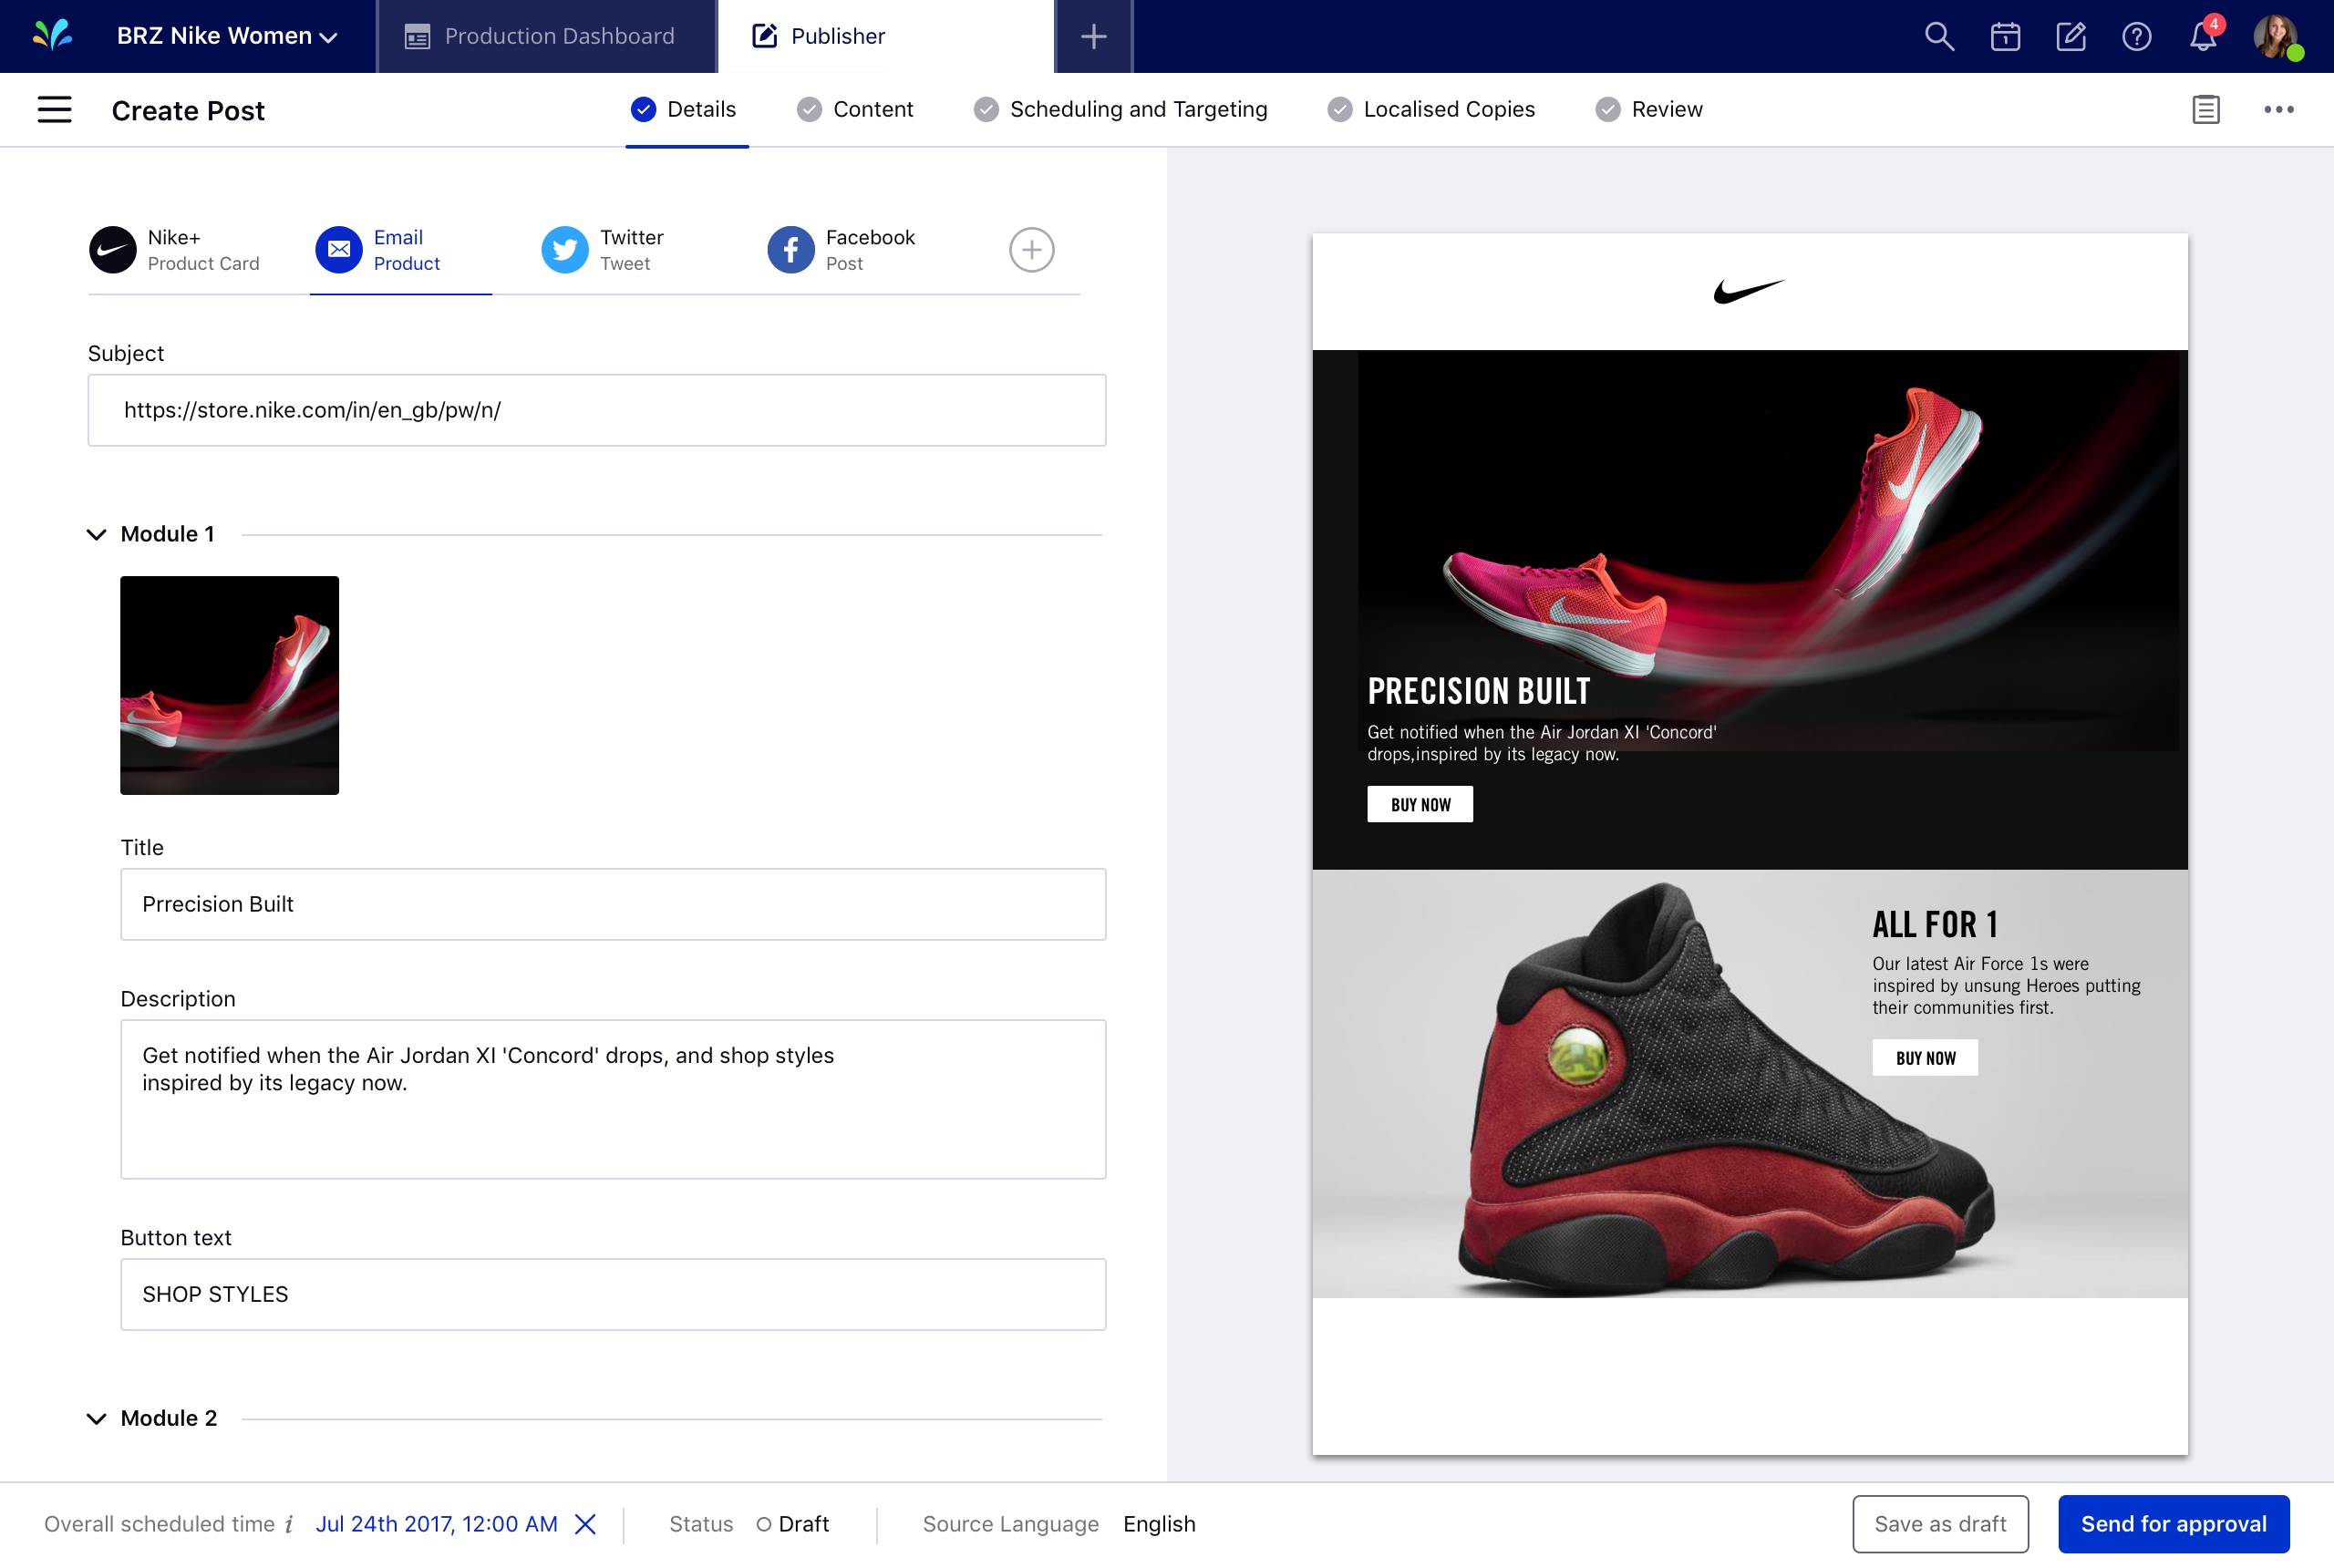 BRZ Nike Women
Production Dashboard
Publisher
1
4
Create Post
Details
Content
Scheduling and Targeting
Localised Copies
Review
Nike+
Product Card
Email
Product
Twitter
Tweet
Facebook
Post
Subject
https://store.nike.com/in/en_gb/pw/n/
Module 1
Title
Prrecision Built
Description
Get notified when the Air Jordan XI 'Concord' drops, and shop styles
inspired by its legacy now.
Button text
SHOP STYLES
Module 2
PRECISION BUILT
Get notified when the Air Jordan XI 'Concord'
drops,inspired by its legacy now.
BUY NOW
ALL FOR 1
Our latest Air Force 1s were
inspired by unsung Heroes putting
their communities first.
BUY NOW
Overall scheduled time i Jul 24th 2017, 12:00 AM
Status Draft
Source Language English
Save as draft
Send for approval